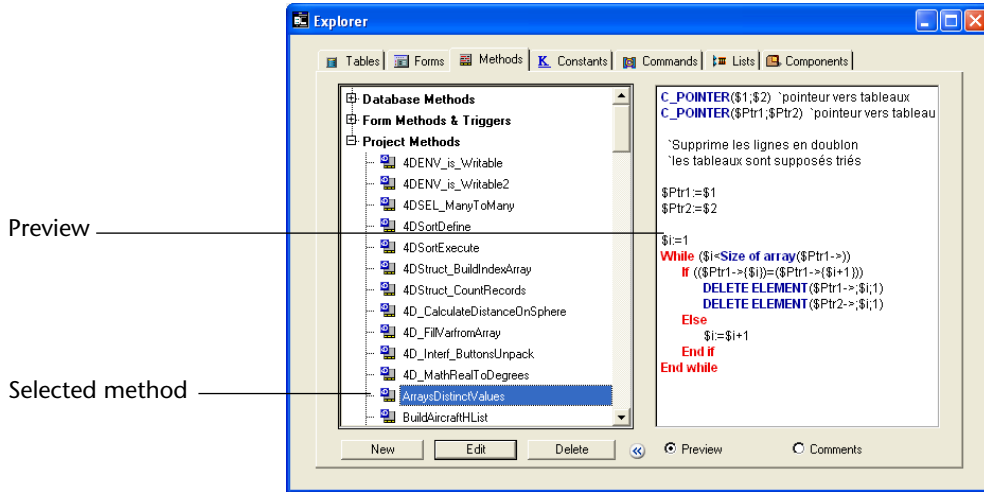 Explorer
Tables Forms Methods K Constants Commands Lists Components
Database Methods
Form Methods & Triggers
Project Methods
4DENV_is_Writable
4DENV_is_Writable2
4DSEL_ManyToMany
4DSortDefine
4DSortExecute
4DStruct_BuildIndexArray
4DStruct_CountRecords
4D_CalculateDistanceOnSphere
4D_FillVarfromArray
4D_Interf_ButtonsUnpack
4D_MathRealToDegrees
ArraysDistinctValues
BuildAircraftHList
C_POINTER($1;$2) `pointeur vers tableaux
C_POINTER($Ptr1;$Ptr2) `pointeur vers tableau
`Supprime les lignes en doublon
`les tableaux sont supposés triés
$Ptr1:=$1
$Ptr2:=$2
$i:=1
While ($i<Size of array($Ptr1->))
If (($Ptr1->{$i})=($Ptr1->{$i+1}))
DELETE ELEMENT($Ptr1->;$i;1)
DELETE ELEMENT($Ptr2->;$i;1)
Else
$i:=$i+1
End if
End while
New Edit Delete Preview Comments
Preview
Selected method